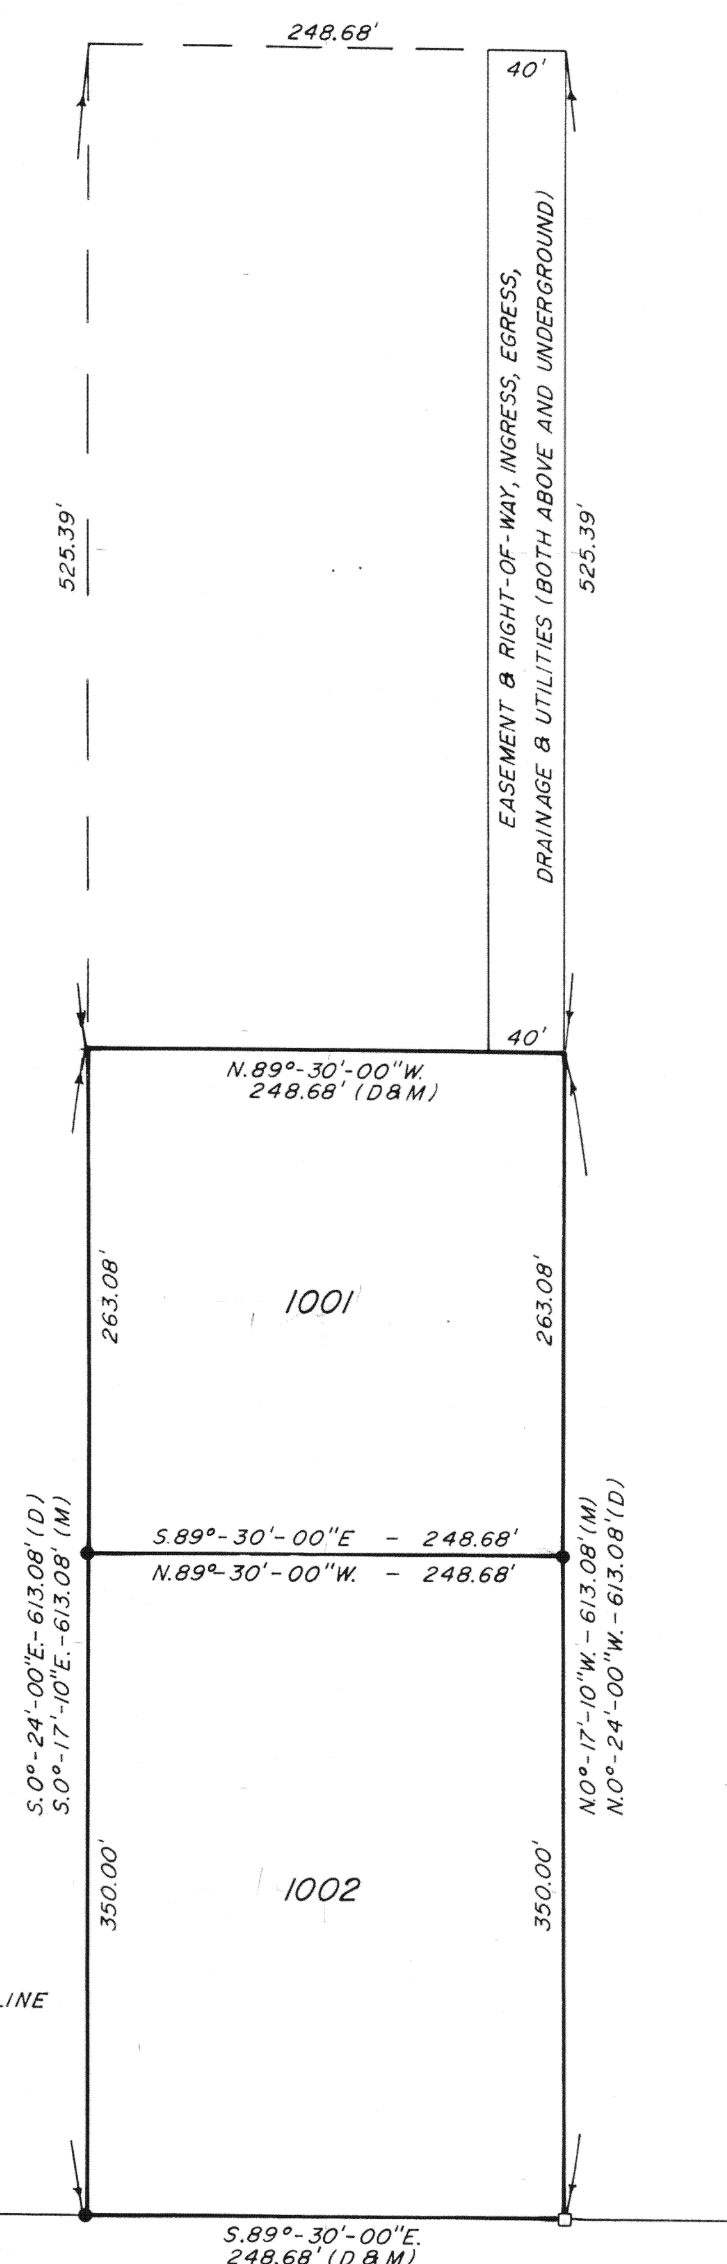 248.68'
40'
EASEMENT & RIGHT-OF-WAY, INGRESS, EGRESS,
DRAINAGE & UTILITIES (BOTH ABOVE AND UNDERGROUND)
525.39'
525.39'
40'
N.89°-30'-00"W.
248.68' (D&M)
263.08'
1001
263.08'
S.89°-30'-00"E - 248.68'
N.89°-30'-00"W. - 248.68'
S.0°-24'-00"E.-613.08' (D)
S.0°-17'-10"E.-613.08' (M)
N.0°-17'-10"W.-613.08' (M)
N.0°-24'-00"W.-613.08' (D)
350.00'
1002
350.00'
LINE
S.89°-30'-00"E.
248.68' (D&M)